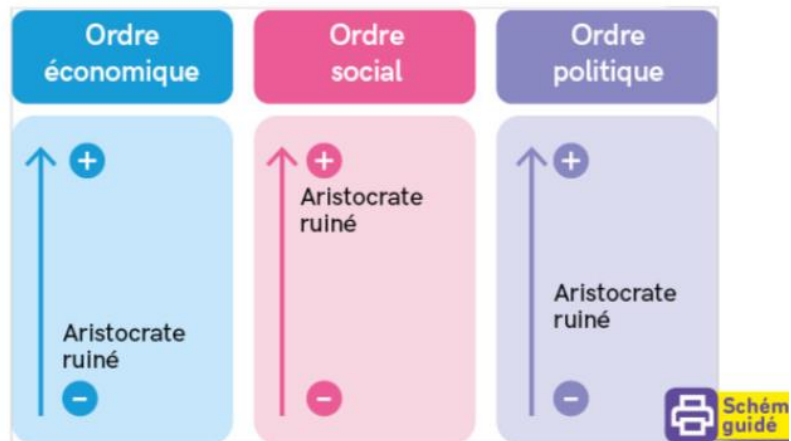 Ordre
économique
+
Aristocrate
ruiné
-
Ordre
social
+
Aristocrate
ruiné
-
Ordre
politique
+
Aristocrate
ruiné
-
Schém
guidé